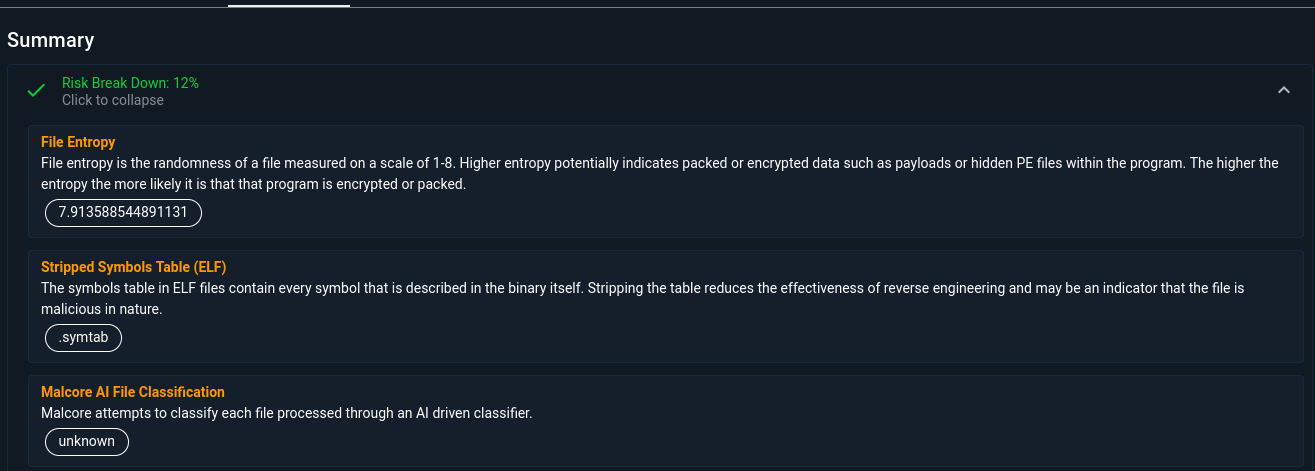 Summary
Risk Break Down: 12%
Click to collapse
File Entropy
File entropy is the randomness of a file measured on a scale of 1-8. Higher entropy potentially indicates packed or encrypted data such as payloads or hidden PE files within the program. The higher the
entropy the more likely it is that that program is encrypted or packed.
7.913588544891131
Stripped Symbols Table (ELF)
The symbols table in ELF files contain every symbol that is described in the binary itself. Stripping the table reduces the effectiveness of reverse engineering and may be an indicator that the file is
malicious in nature.
.symtab
Malcore AI File Classification
Malcore attempts to classify each file processed through an AI driven classifier.
unknown